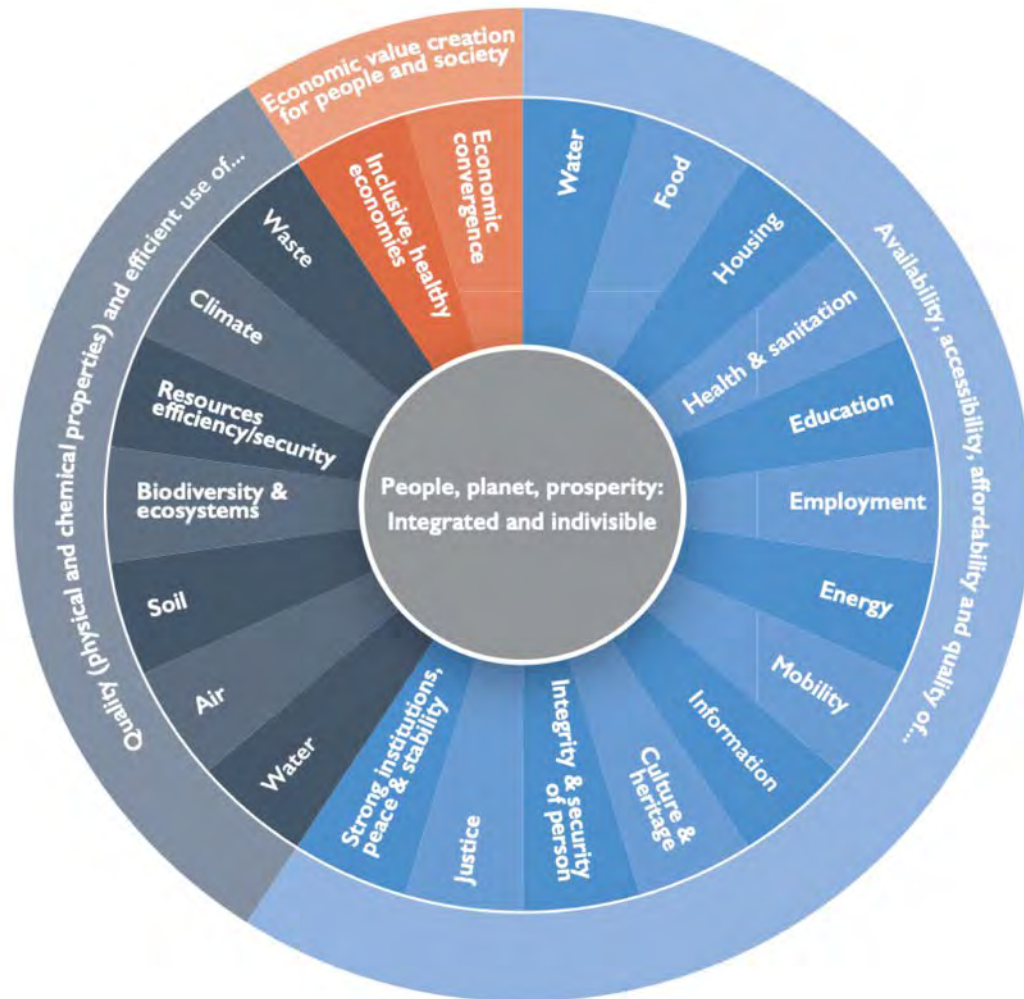 Economic value creation
for people and society
Availability, accessibility, affordability and quality of...
Quality (physical and chemical properties) and efficient use of...
Water
Food
Housing
Health & sanitation
Education
Employment
Energy
Mobility
Information
Culture &
heritage
Integrity & security
of person
Justice
Strong institutions,
peace & stability
Water
Air
Soil
Biodiversity &
ecosystems
Resources
efficiency/security
Climate
Waste
Inclusive, healthy
economies
Economic
convergence
People, planet, prosperity:
Integrated and indivisible